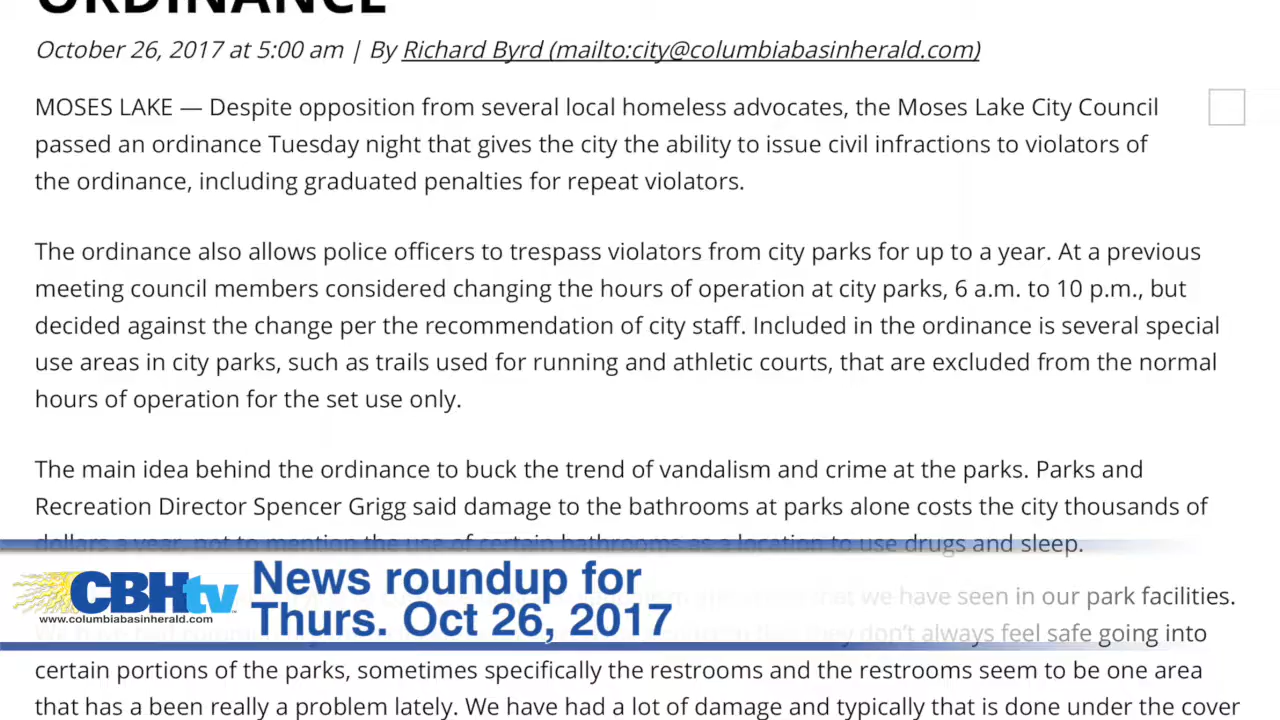 ORDINANCE
October 26, 2017 at 5:00 am | By Richard Byrd (mailto:city@columbiabasinherald.com)
MOSES LAKE — Despite opposition from several local homeless advocates, the Moses Lake City Council
passed an ordinance Tuesday night that gives the city the ability to issue civil infractions to violators of
the ordinance, including graduated penalties for repeat violators.
The ordinance also allows police officers to trespass violators from city parks for up to a year. At a previous
meeting council members considered changing the hours of operation at city parks, 6 a.m. to 10 p.m., but
decided against the change per the recommendation of city staff. Included in the ordinance is several special
use areas in city parks, such as trails used for running and athletic courts, that are excluded from the normal
hours of operation for the set use only.
The main idea behind the ordinance to buck the trend of vandalism and crime at the parks. Parks and
Recreation Director Spencer Grigg said damage to the bathrooms at parks alone costs the city thousands of
dollars a year, not to mention the use of certain bathrooms as a location to use drugs and sleep.
that we have seen in our park facilities.
they don't always feel safe going into
certain portions of the parks, sometimes specifically the restrooms and the restrooms seem to be one area
that has a been really a problem lately. We have had a lot of damage and typically that is done under the cover
CBHtv
www.columbiabasinherald.com
News roundup for
Thurs. Oct 26, 2017